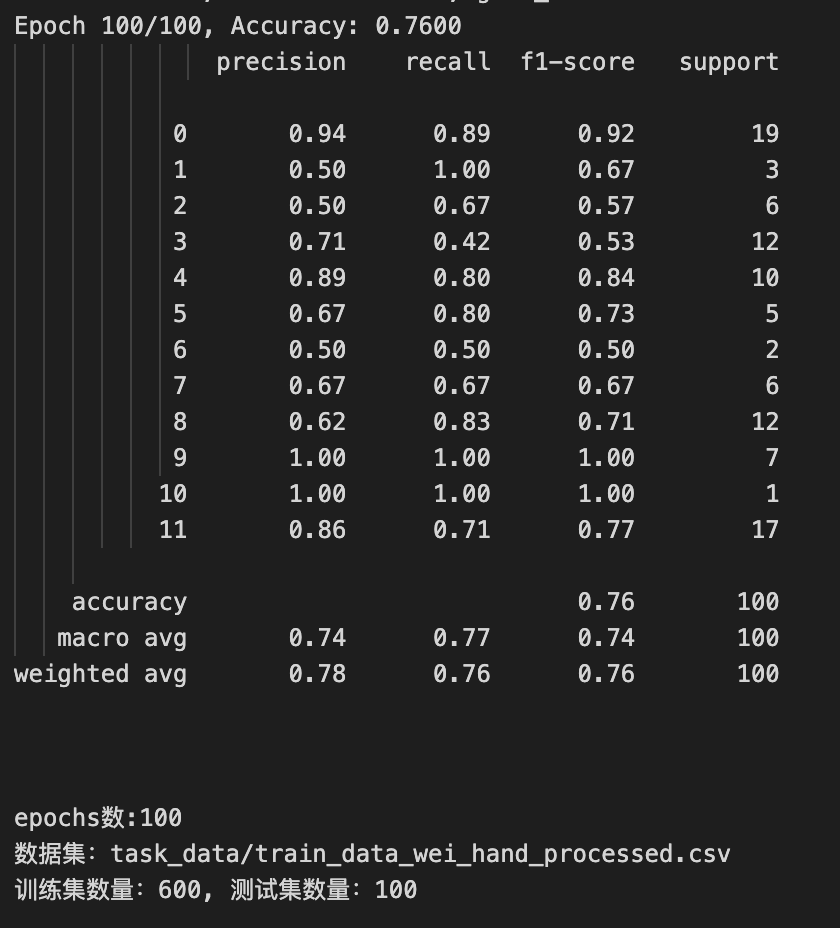 Epoch 100/100, Accuracy: 0.7600
precision recall f1-score support
0 0.94 0.89 0.92 19
1 0.50 1.00 0.67 3
2 0.50 0.67 0.57 6
3 0.71 0.42 0.53 12
4 0.89 0.80 0.84 10
5 0.67 0.80 0.73 5
6 0.50 0.50 0.50 2
7 0.67 0.67 0.67 6
8 0.62 0.83 0.71 12
9 1.00 1.00 1.00 7
10 1.00 1.00 1.00 1
11 0.86 0.71 0.77 17
accuracy 0.76 100
macro avg 0.74 0.77 0.74 100
weighted avg 0.78 0.76 0.76 100
epochs数:100
数据集: task_data/train_data_wei_hand_processed.csv
训练集数量: 600, 测试集数量: 100